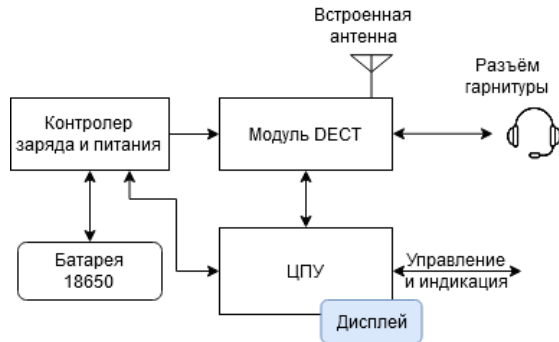 Встроенная
антенна
Разъём
гарнитуры
Контролер
заряда и питания
Модуль DECT
Батарея
18650
ЦПУ
Управление
и индикация
Дисплей